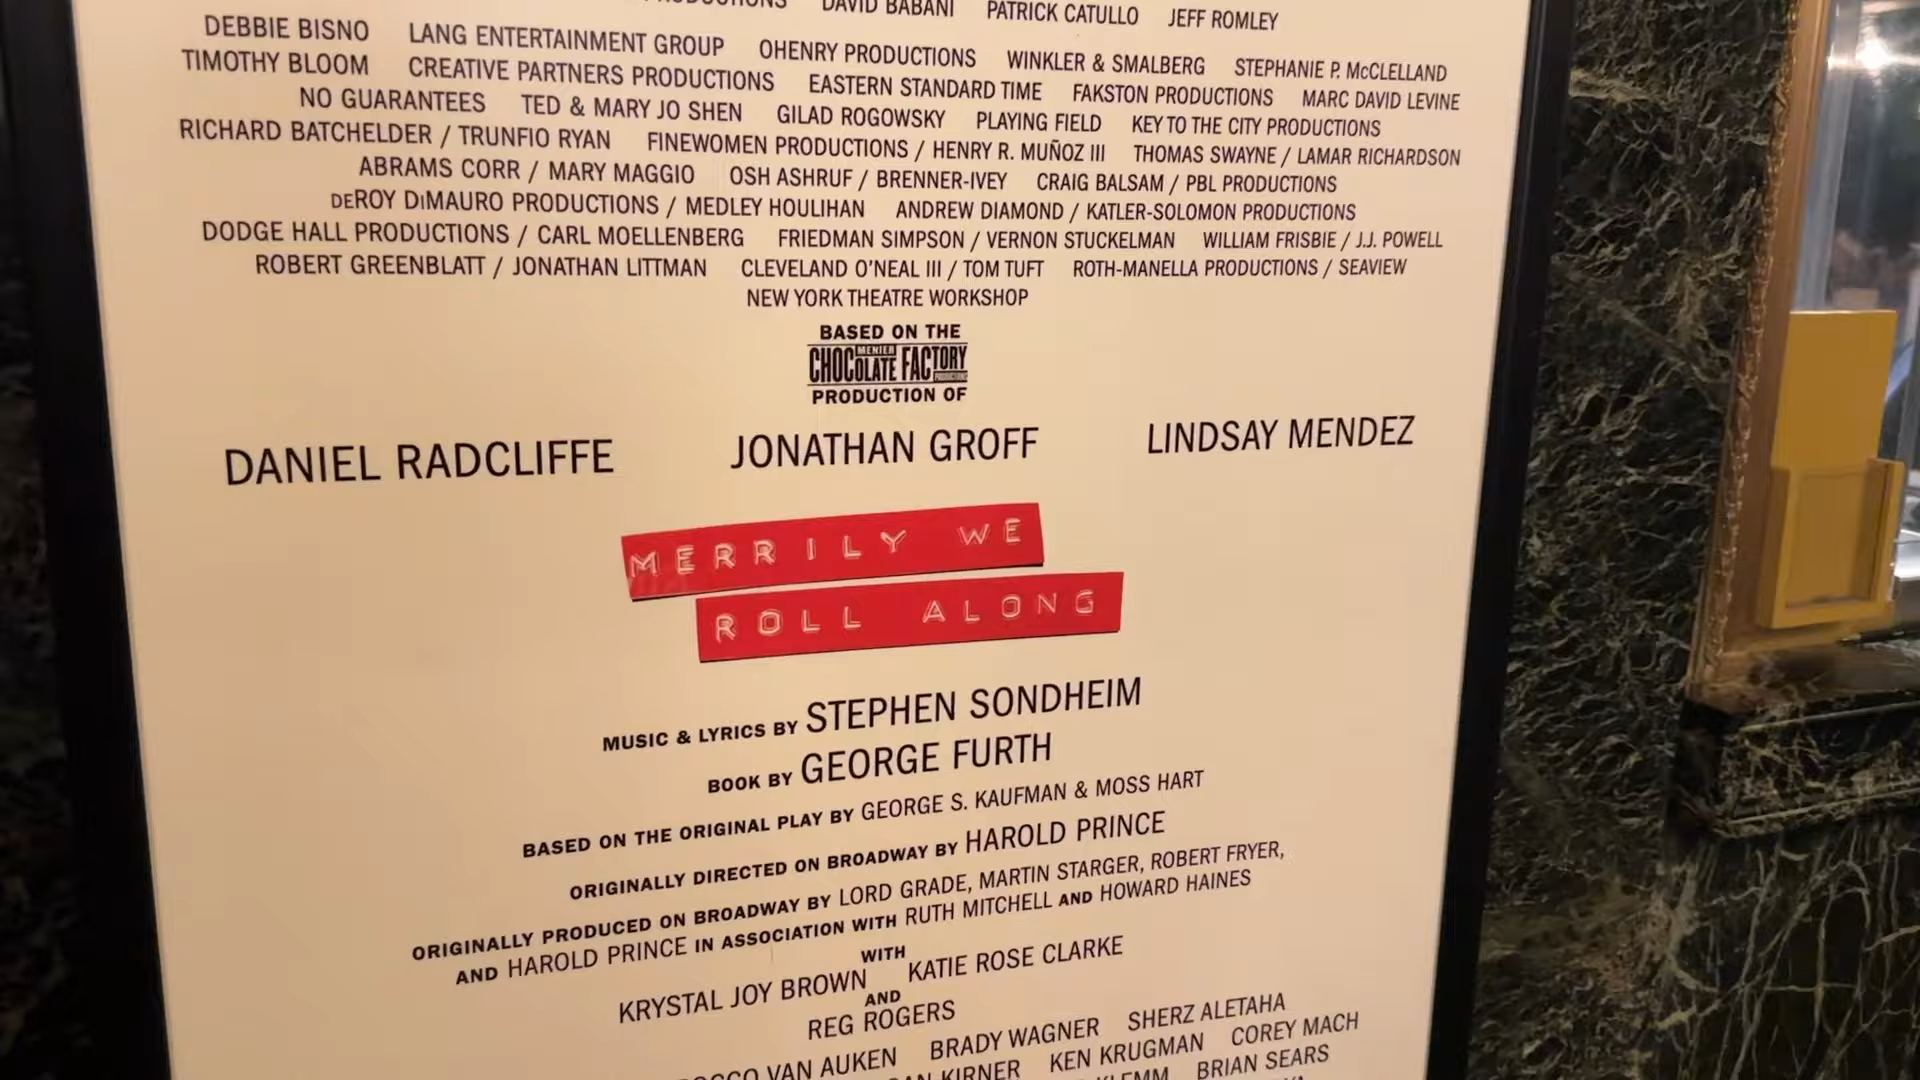 PRODUCTIONS DAVID BABANI PATRICK CATULLO JEFF ROMLEY
DEBBIE BISNO LANG ENTERTAINMENT GROUP OHENRY PRODUCTIONS WINKLER & SMALBERG STEPHANIE P. McCLELLAND
TIMOTHY BLOOM CREATIVE PARTNERS PRODUCTIONS EASTERN STANDARD TIME FAKSTON PRODUCTIONS MARC DAVID LEVINE
NO GUARANTEES TED & MARY JO SHEN GILAD ROGOWSKY PLAYING FIELD KEY TO THE CITY PRODUCTIONS
RICHARD BATCHELDER / TRUNFIO RYAN FINEWOMEN PRODUCTIONS / HENRY R. MUÑOZ III THOMAS SWAYNE / LAMAR RICHARDSON
ABRAMS CORR / MARY MAGGIO OSH ASHRUF / BRENNER-IVEY CRAIG BALSAM / PBL PRODUCTIONS
DEROY DiMAURO PRODUCTIONS / MEDLEY HOULIHAN ANDREW DIAMOND / KATLER-SOLOMON PRODUCTIONS
DODGE HALL PRODUCTIONS / CARL MOELLENBERG FRIEDMAN SIMPSON / VERNON STUCKELMAN WILLIAM FRISBIE / J.J. POWELL
ROBERT GREENBLATT / JONATHAN LITTMAN CLEVELAND O'NEAL III / TOM TUFT ROTH-MANELLA PRODUCTIONS / SEAVIEW
NEW YORK THEATRE WORKSHOP
BASED ON THE
MENIER
CHOCOLATE FACTORY
PRODUCTION OF
DANIEL RADCLIFFE JONATHAN GROFF LINDSAY MENDEZ
MERRILY WE
ROLL ALONG
MUSIC & LYRICS BY STEPHEN SONDHEIM
BOOK BY GEORGE FURTH
BASED ON THE ORIGINAL PLAY BY GEORGE S. KAUFMAN & MOSS HART
ORIGINALLY DIRECTED ON BROADWAY BY HAROLD PRINCE
ORIGINALLY PRODUCED ON BROADWAY BY LORD GRADE, MARTIN STARGER, ROBERT FRYER,
AND HAROLD PRINCE IN ASSOCIATION WITH RUTH MITCHELL AND HOWARD HAINES
WITH
KRYSTAL JOY BROWN KATIE ROSE CLARKE
AND
REG ROGERS
VAN AUKEN BRADY WAGNER SHERZ ALETAHA
KIRNER KEN KRUGMAN COREY MACH
KLEMM BRIAN SEARS